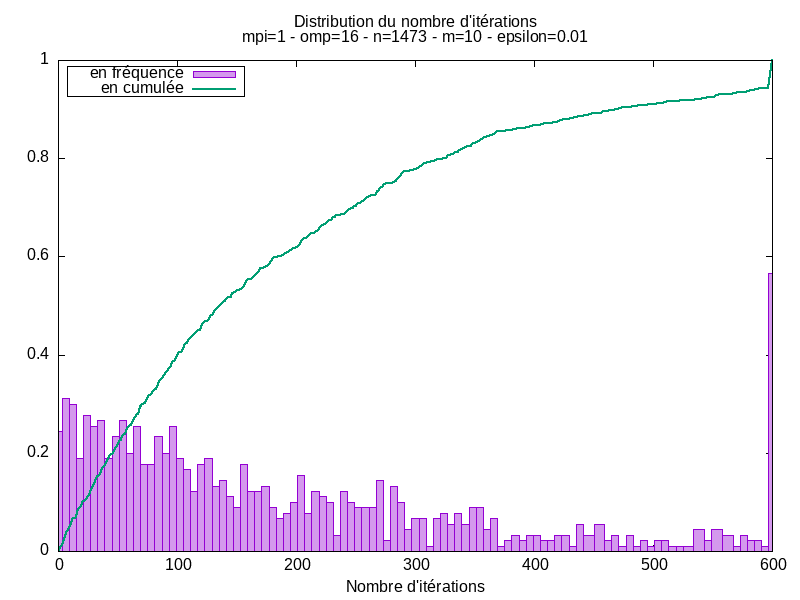 Distribution du nombre d'itérations
mpi=1 - omp=16 - n=1473 - m=10 - epsilon=0.01
en fréquence
en cumulée
1
0.8
0.6
0.4
0.2
0
0 100 200 300 400 500 600
Nombre d'itérations